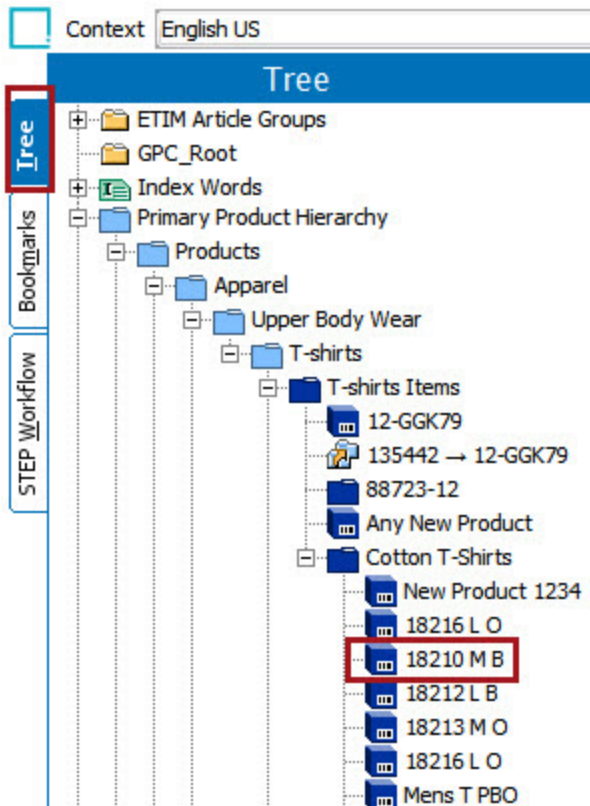 Context English US
Tree
Tree
Bookmarks
STEP Workflow
ETIM Article Groups
GPC_Root
Index Words
Primary Product Hierarchy
Products
Apparel
Upper Body Wear
T-shirts
T-shirts Items
12-GGK79
135442 → 12-GGK79
88723-12
Any New Product
Cotton T-Shirts
New Product 1234
18216 L O
18210 M B
18212 L B
18213 M O
18216 L O
Mens T PBO